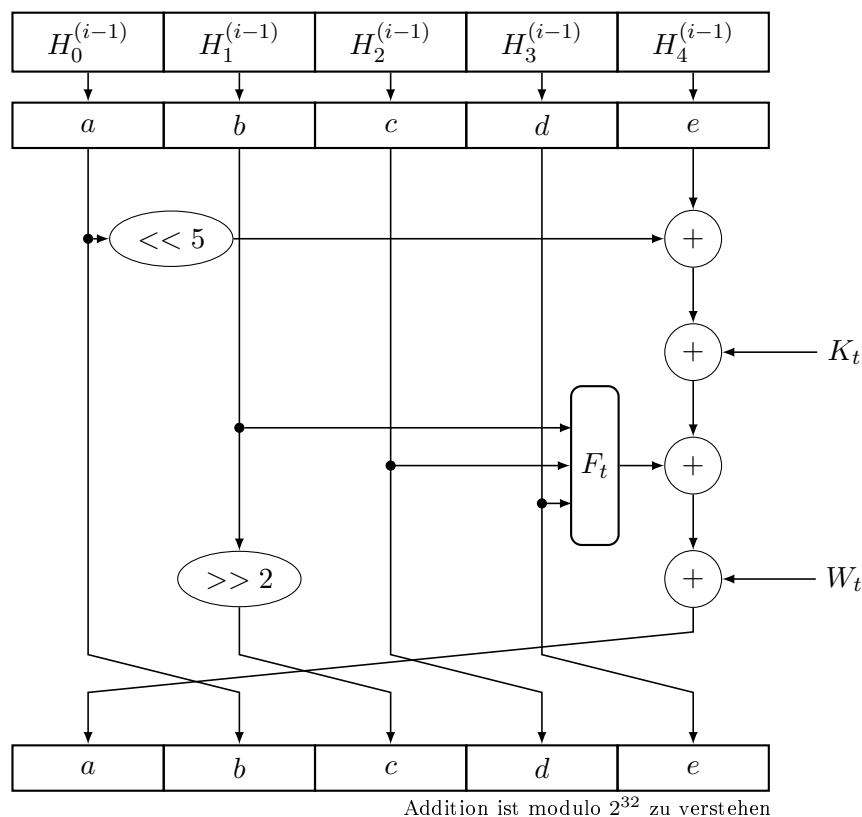 H_0^{(i-1)} H_1^{(i-1)} H_2^{(i-1)} H_3^{(i-1)} H_4^{(i-1)}
a b c d e
<< 5 +
+ K_t
F_t +
>> 2 + W_t
a b c d e
Addition ist modulo 2^{32} zu verstehen